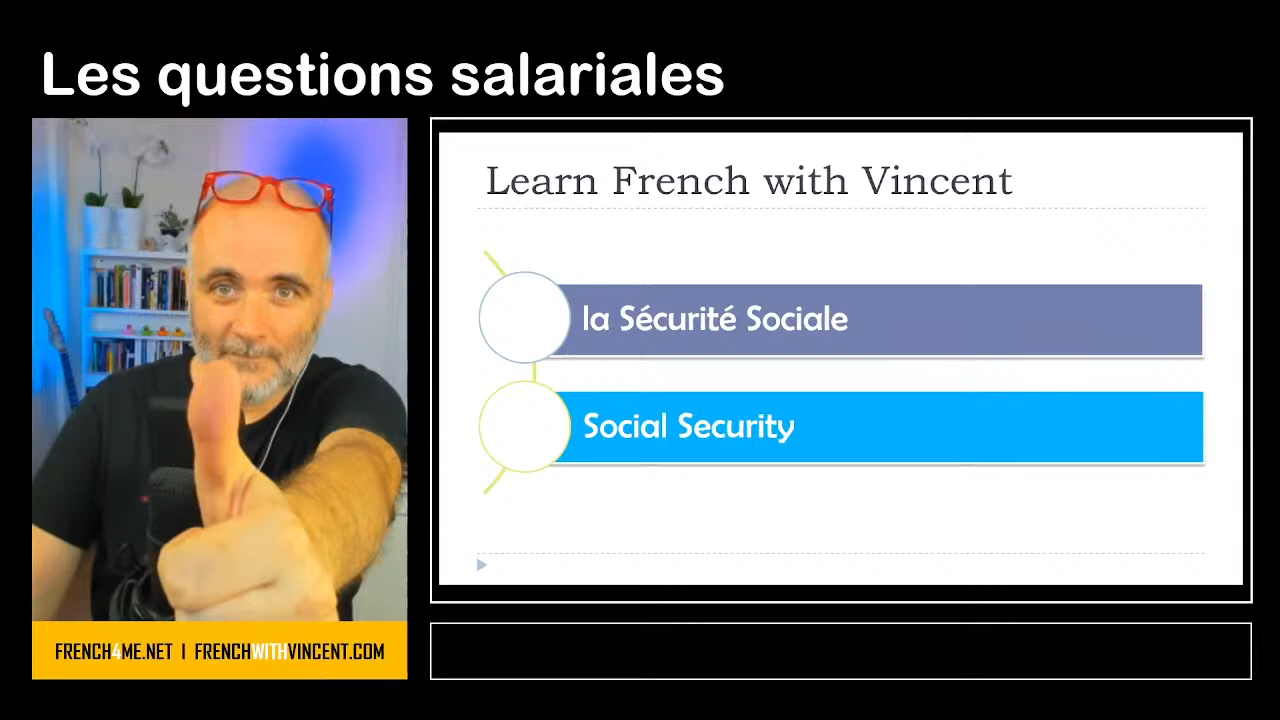 Les questions salariales
Learn French with Vincent
la Sécurité Sociale
Social Security
FRENCH4ME.NET I FRENCHWITHVINCENT.COM